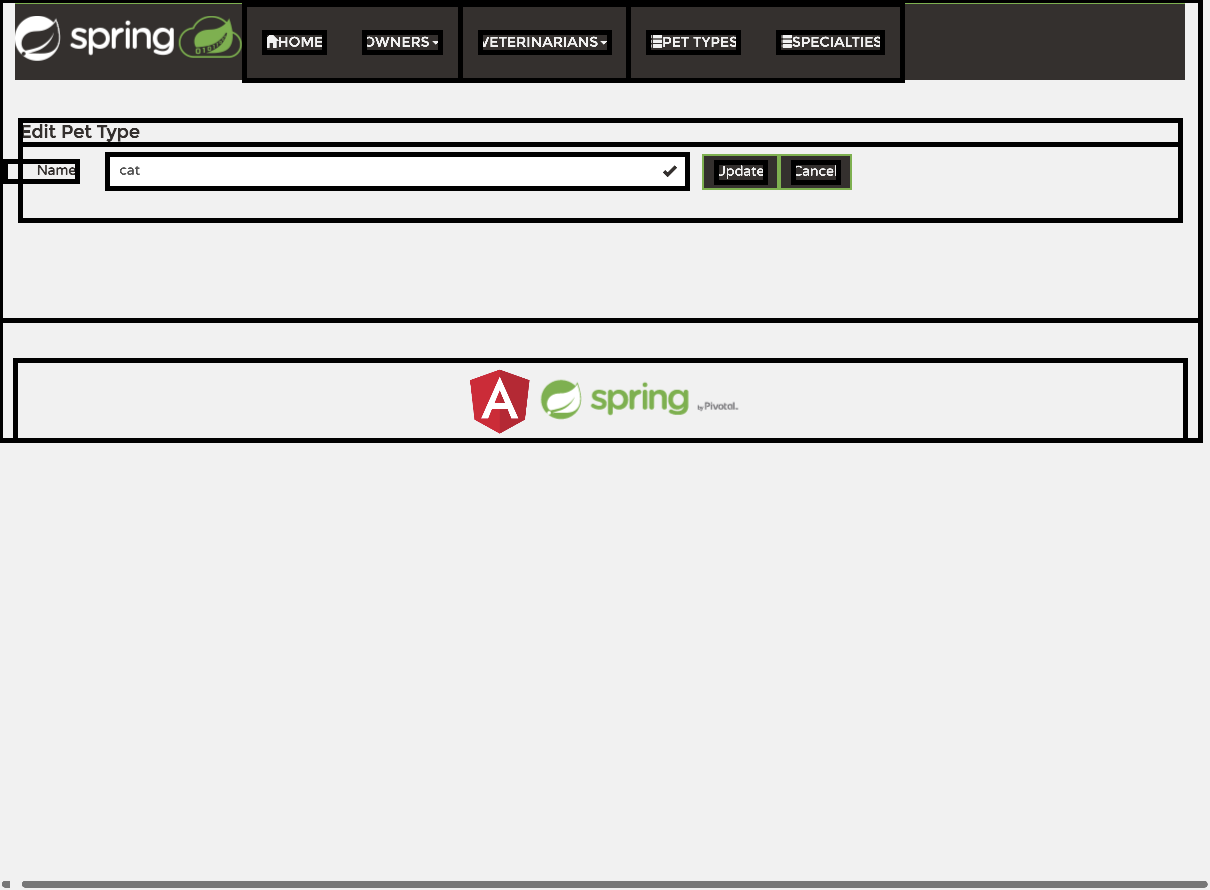 spring HOME OWNERS VETERINARIANS PET TYPES SPECIALTIES
Edit Pet Type
Name cat Update Cancel
spring by Pivotal.